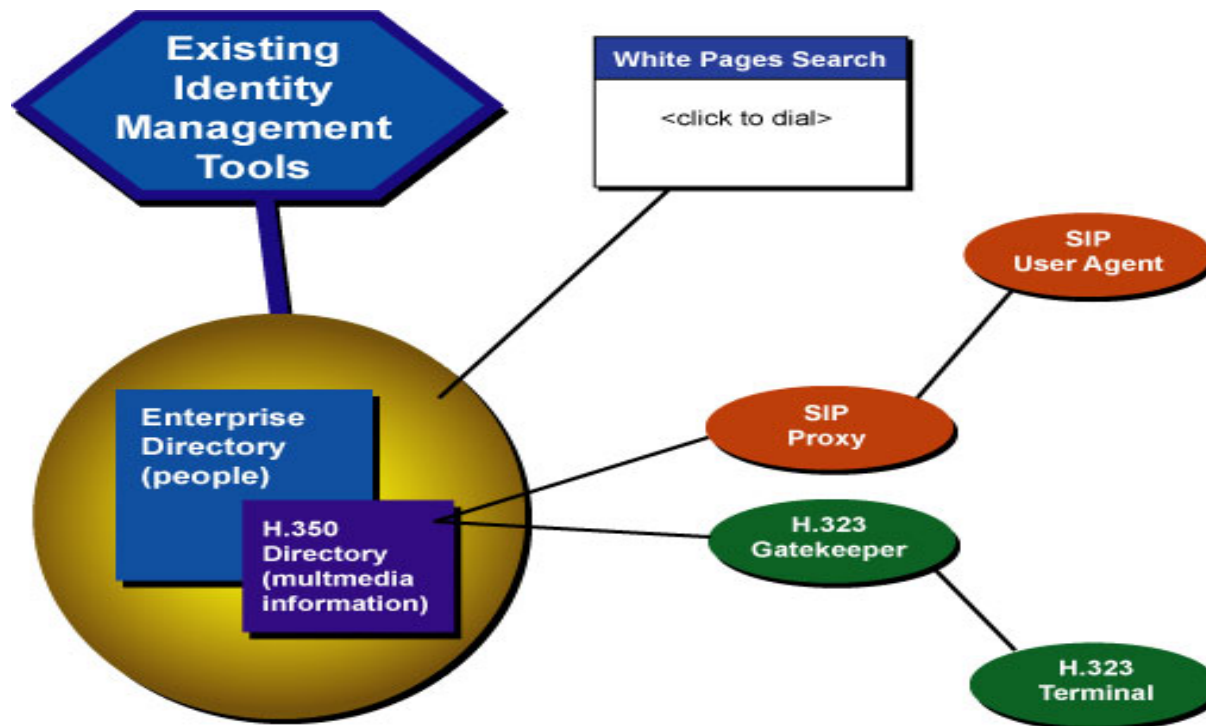 Existing
Identity
Management
Tools
White Pages Search
<click to dial>
SIP
User Agent
Enterprise
Directory
(people)
SIP
Proxy
H.350
Directory
(multmedia
information)
H.323
Gatekeeper
H.323
Terminal